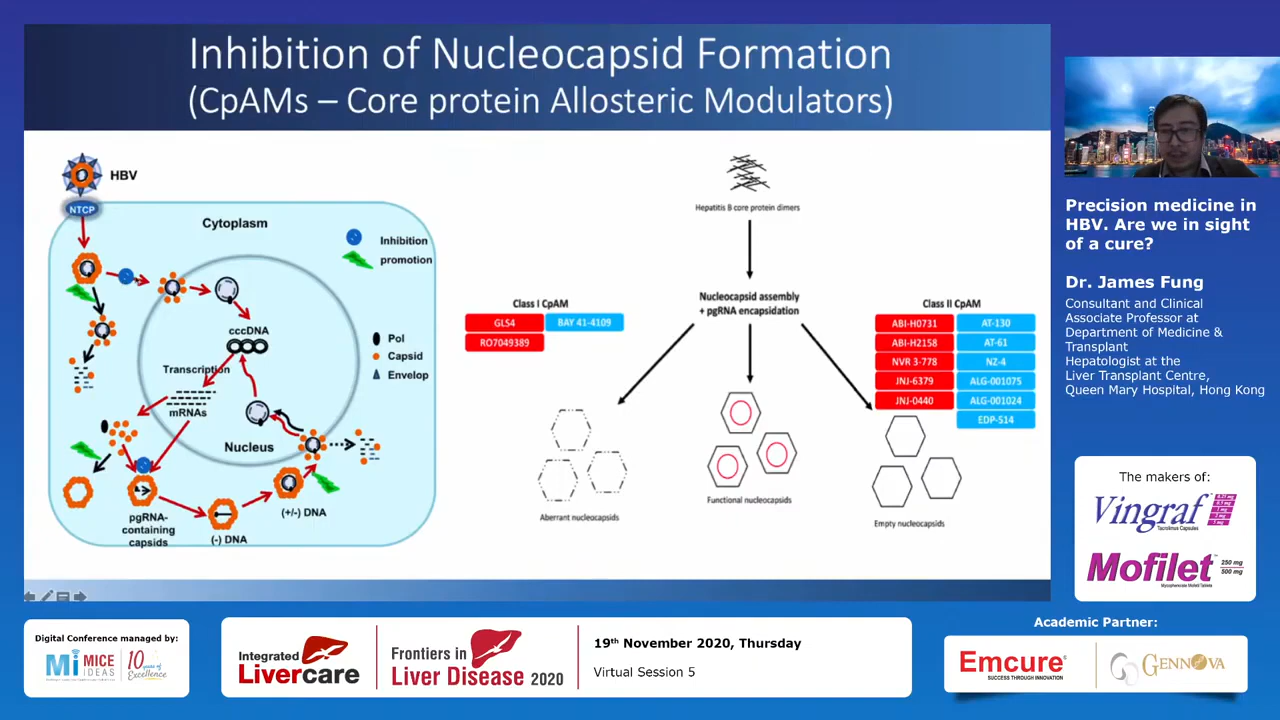 Inhibition of Nucleocapsid Formation
(CpAMs – Core protein Allosteric Modulators)
HBV
NTCP
Cytoplasm
Inhibition
promotion
cccDNA
Transcription
mRNAs
Nucleus
Pol
Capsid
Envelop
pgRNA-
containing
capsids
(-) DNA
(+/-) DNA
Hepatitis B core protein dimers
Nucleocapsid assembly
+ pgRNA encapsidation
Class I CpAM
GLS4 BAY 41-4109
RO7049389
Class II CpAM
ABI-H0731 AT-130
ABI-H2158 AT-61
NVR 3-778 NZ-4
JNJ-6379 ALG-001075
JNJ-0440 ALG-001024
EDP-514
Aberrant nucleocapsids
Functional nucleocapsids
Empty nucleocapsids
Precision medicine in
HBV. Are we in sight
of a cure?
Dr. James Fung
Consultant and Clinical
Associate Professor at
Department of Medicine &
Transplant
Hepatologist at the
Liver Transplant Centre,
Queen Mary Hospital, Hong Kong
The makers of:
Vingraf
Tacrolimus Capsules
Mofilet
250 mg
500 mg
Mycophenolate Mofetil Tablets
Digital Conference managed by:
Mi MICE IDEAS
10 years of Excellence
Integrated
Livercare
Frontiers in
Liver Disease 2020
19th November 2020, Thursday
Virtual Session 5
Academic Partner:
Emcure®
SUCCESS THROUGH INNOVATION
GENNOVA